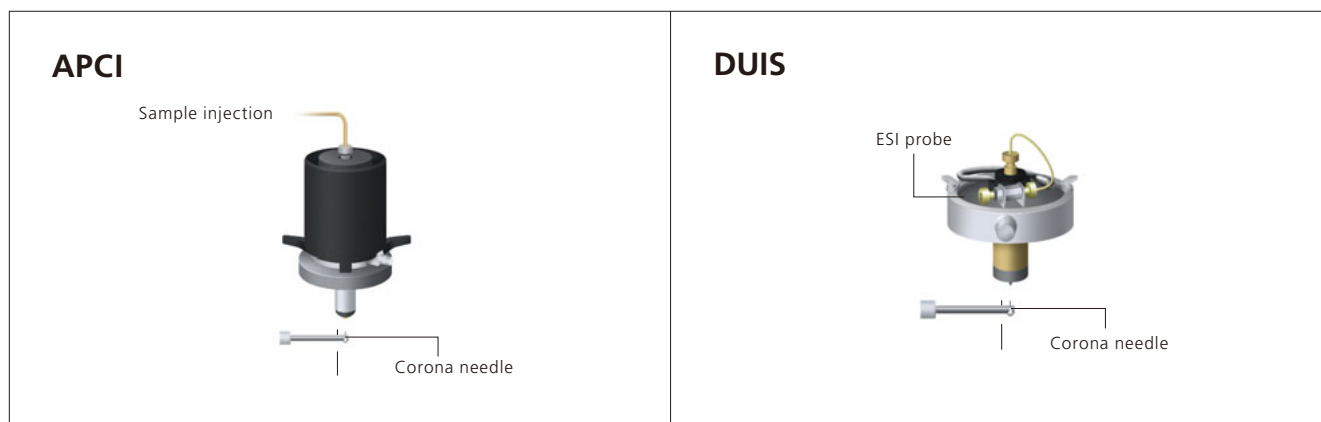 APCI
Sample injection
Corona needle
DUIS
ESI probe
Corona needle